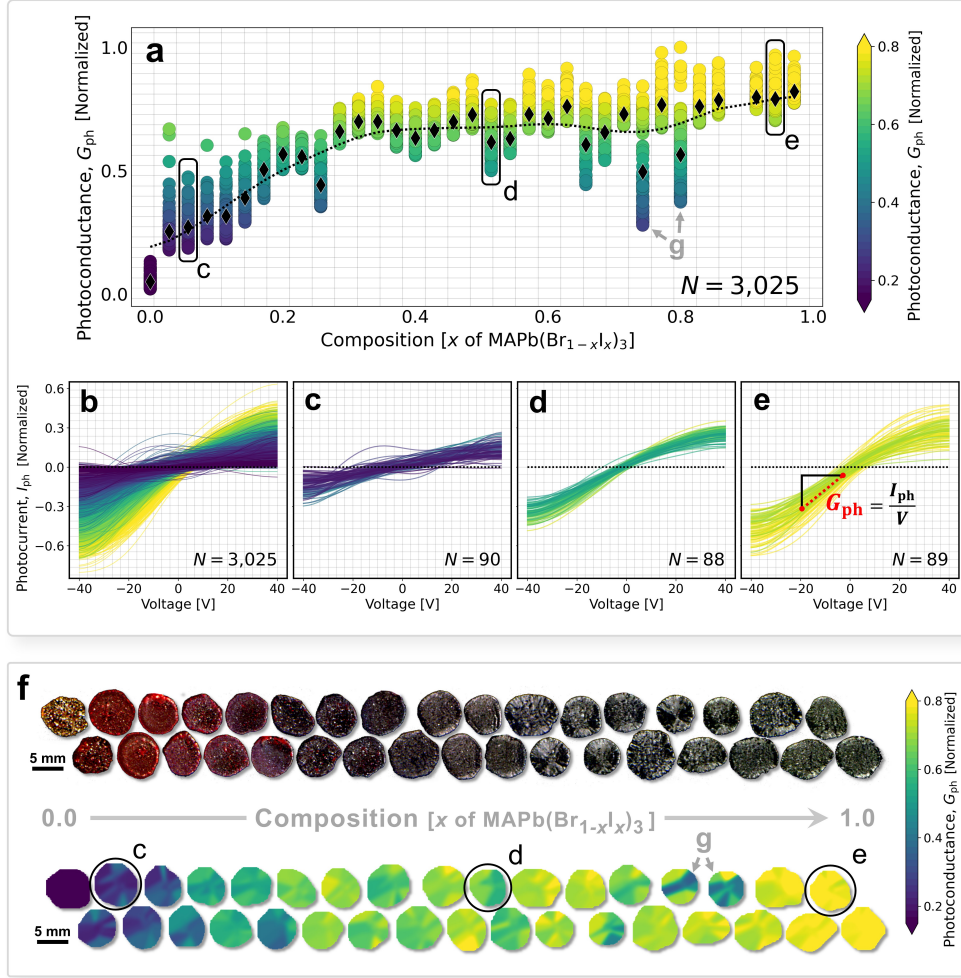 a
Photoconductance, Gph [Normalized]
1.0
0.5
0.0
c
d
e
g
N = 3,025
0.0 0.2 0.4 0.6 0.8 1.0
Composition [x of MAPb(Br1−xIx)3]
0.8
0.6
0.4
0.2
Photoconductance, Gph [Normalized]
Photocurrent, Iph [Normalized]
0.6
0.3
0.0
−0.3
−0.6
b
N = 3,025
−40 −20 0 20 40
Voltage [V]
c
N = 90
−40 −20 0 20 40
Voltage [V]
d
N = 88
−40 −20 0 20 40
Voltage [V]
e
Gph = Iph
V
N = 89
−40 −20 0 20 40
Voltage [V]
f
5 mm
0.0 Composition [x of MAPb(Br1-xIx)3] 1.0
c
d
g
e
5 mm
0.8
0.6
0.4
0.2
Photoconductance, Gph [Normalized]